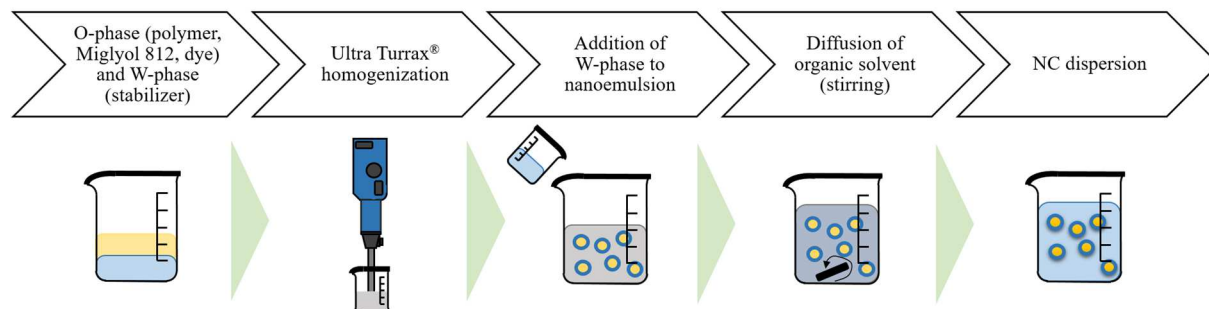 O-phase (polymer,
Miglyol 812, dye)
and W-phase
(stabilizer)
Ultra Turrax®
homogenization
Addition of
W-phase to
nanoemulsion
Diffusion of
organic solvent
(stirring)
NC dispersion